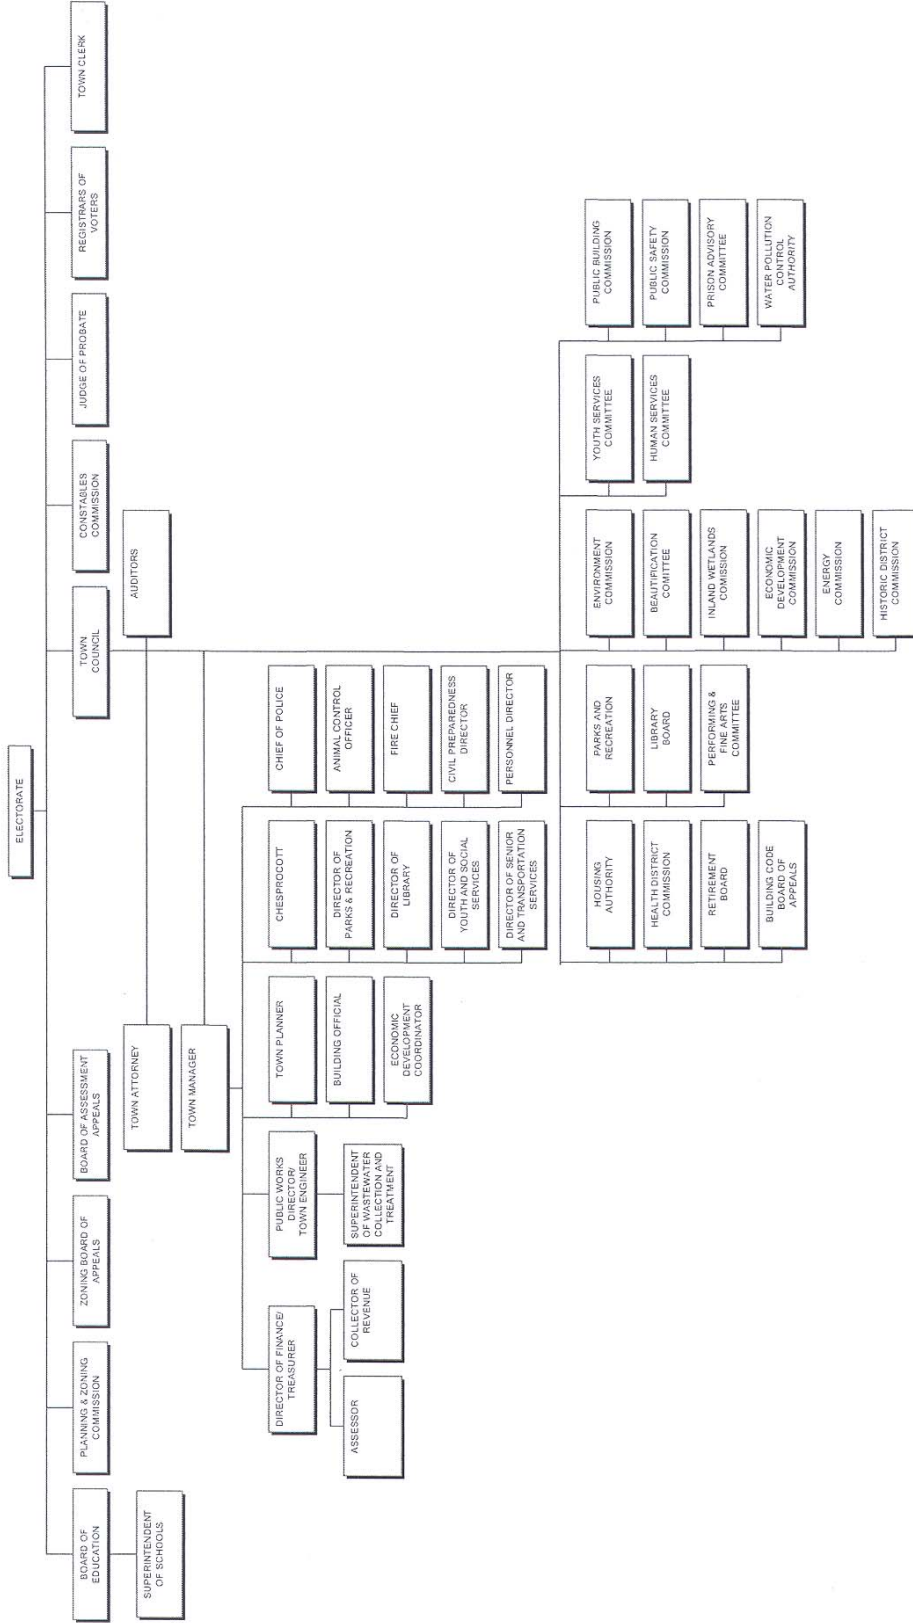 ELECTORATE
BOARD OF
EDUCATION
PLANNING & ZONING
COMMISSION
ZONING BOARD OF
APPEALS
BOARD OF ASSESSMENT
APPEALS
TOWN
COUNCIL
CONSTABLES
COMMISSION
JUDGE OF PROBATE
REGISTRARS OF
VOTERS
TOWN CLERK
SUPERINTENDENT
OF SCHOOLS
TOWN ATTORNEY
AUDITORS
TOWN MANAGER
DIRECTOR OF FINANCE/
TREASURER
PUBLIC WORKS
DIRECTOR/
TOWN ENGINEER
TOWN PLANNER
CHESPROCOTT
CHIEF OF POLICE
ASSESSOR
COLLECTOR OF
REVENUE
SUPERINTENDENT
OF WASTEWATER
COLLECTION AND
TREATMENT
BUILDING OFFICIAL
DIRECTOR OF
PARKS & RECREATION
ANIMAL CONTROL
OFFICER
ECONOMIC
DEVELOPMENT
COORDINATOR
DIRECTOR OF
LIBRARY
FIRE CHIEF
DIRECTOR OF
YOUTH AND SOCIAL
SERVICES
CIVIL PREPAREDNESS
DIRECTOR
DIRECTOR OF SENIOR
AND TRANSPORTATION
SERVICES
PERSONNEL DIRECTOR
HOUSING
AUTHORITY
PARKS AND
RECREATION
ENVIRONMENT
COMMISSION
YOUTH SERVICES
COMMITTEE
PUBLIC BUILDING
COMMISSION
HEALTH DISTRICT
COMMISSION
LIBRARY
BOARD
BEAUTIFICATION
COMITTEE
HUMAN SERVICES
COMMITTEE
PUBLIC SAFETY
COMMISSION
RETIREMENT
BOARD
PERFORMING &
FINE ARTS
COMMITTEE
INLAND WETLANDS
COMISSION
PRISON ADVISORY
COMMITTEE
BUILDING CODE
BOARD OF
APPEALS
ECONOMIC
DEVELOPMENT
COMMISSION
WATER POLLUTION
CONTROL
AUTHORITY
ENERGY
COMMISSION
HISTORIC DISTRICT
COMMISSION